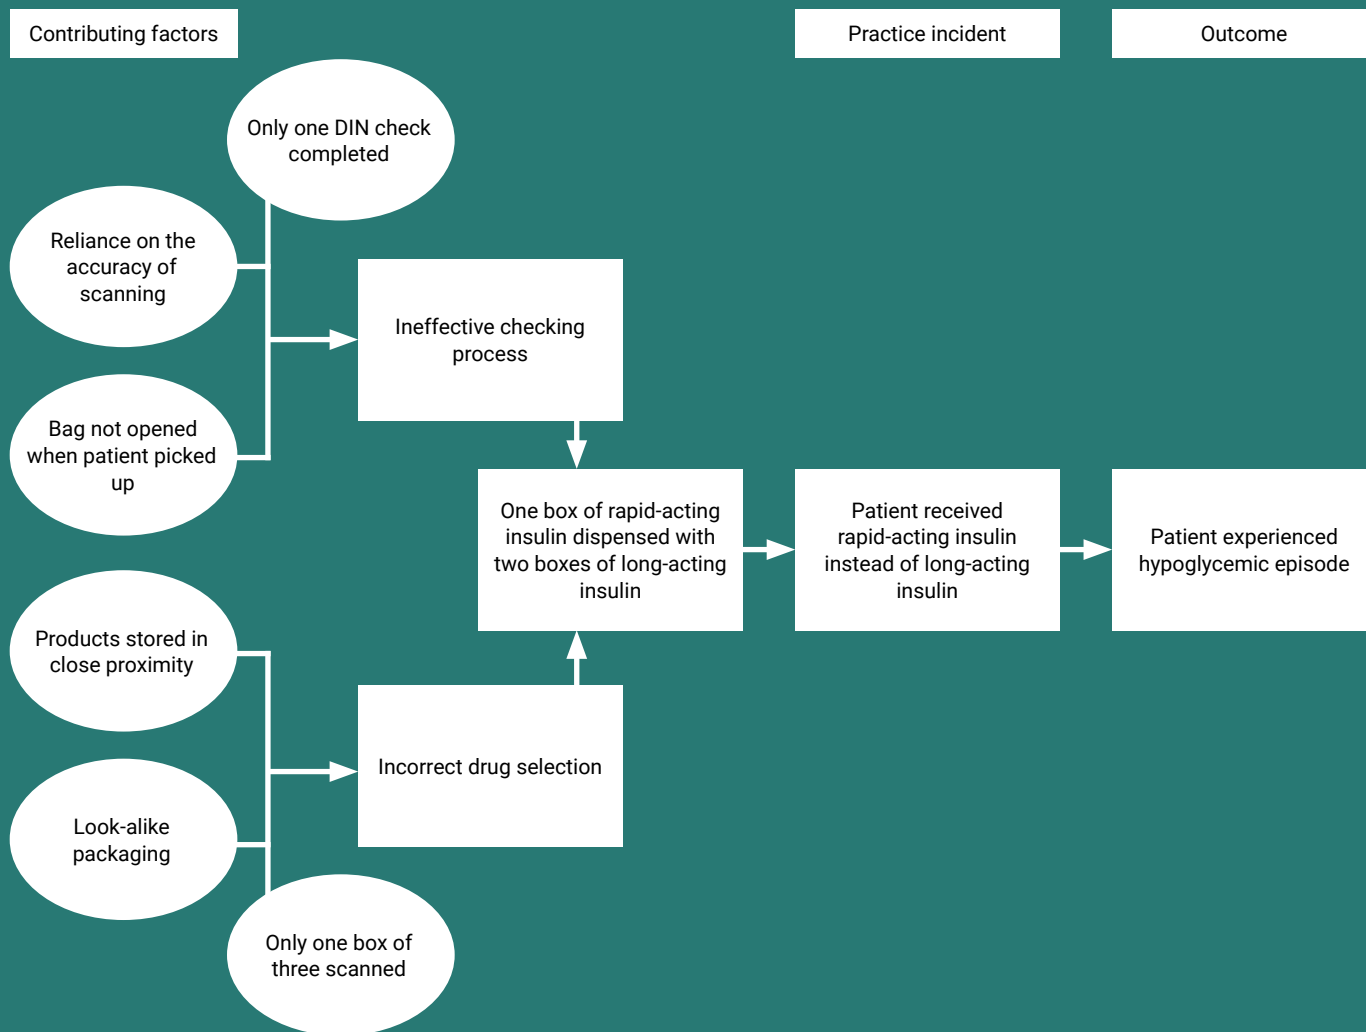 Contributing factors
Practice incident
Outcome
Only one DIN check
completed
Reliance on the
accuracy of
scanning
Bag not opened
when patient picked
up
Ineffective checking
process
One box of rapid-acting
insulin dispensed with
two boxes of long-acting
insulin
Patient received
rapid-acting insulin
instead of long-acting
insulin
Patient experienced
hypoglycemic episode
Products stored in
close proximity
Look-alike
packaging
Only one box of
three scanned
Incorrect drug selection